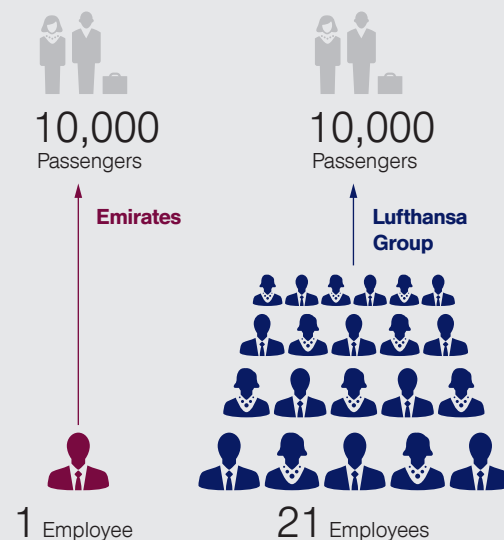 10,000
Passengers
Emirates
1 Employee
10,000
Passengers
Lufthansa
Group
21 Employees